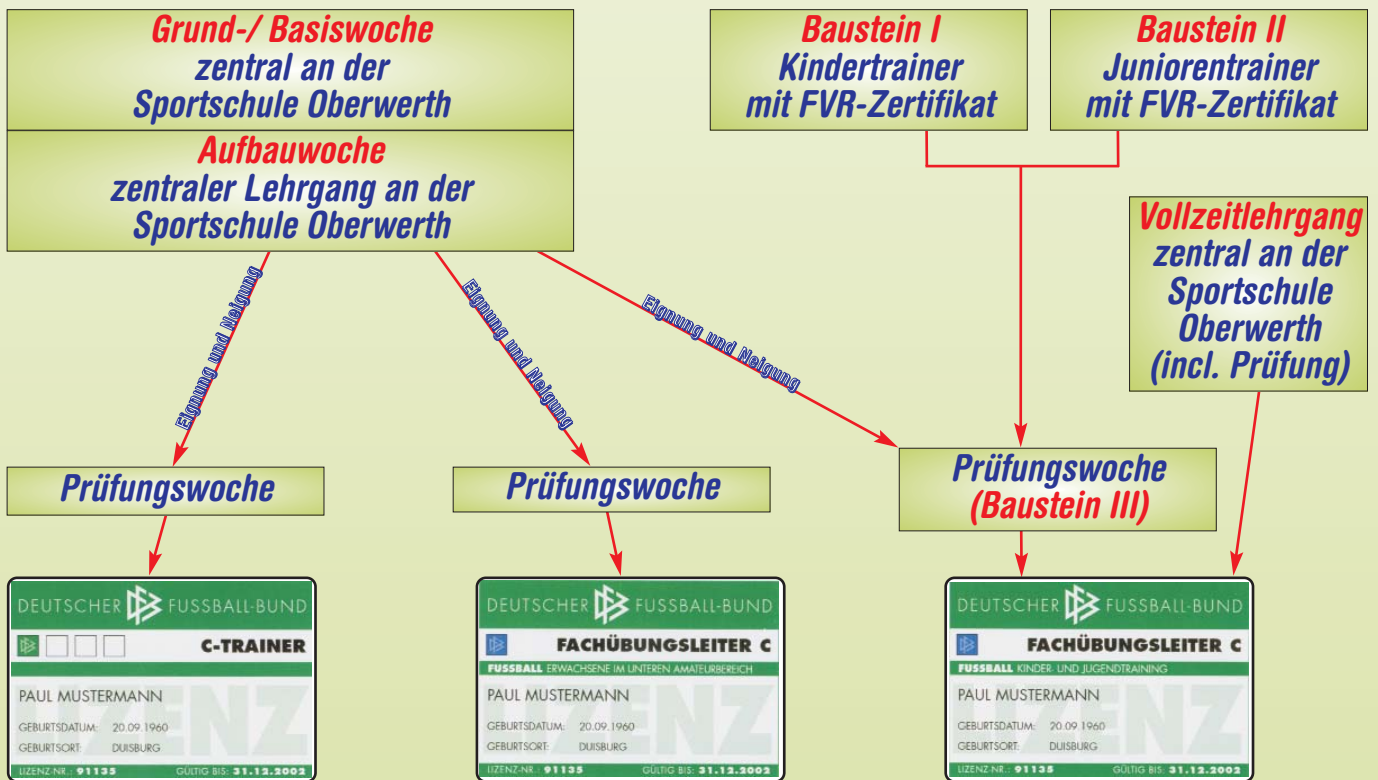 Grund-/ Basiswoche
zentral an der
Sportschule Oberwerth
Aufbauwoche
zentraler Lehrgang an der
Sportschule Oberwerth
Baustein I
Kindertrainer
mit FVR-Zertifikat
Baustein II
Juniorentrainer
mit FVR-Zertifikat
Vollzeitlehrgang
zentral an der
Sportschule
Oberwerth
(incl. Prüfung)
Eignung und Neigung
Eignung und Neigung
Eignung und Neigung
Prüfungswoche
Prüfungswoche
Prüfungswoche
(Baustein III)
DEUTSCHER DFB FUSSBALL-BUND
C-TRAINER
LIZENZ
PAUL MUSTERMANN
GEBURTSDATUM: 20.09.1960
GEBURTSORT: DUISBURG
LIZENZ-NR.: 91135 GÜLTIG BIS: 31.12.2002
DEUTSCHER DFB FUSSBALL-BUND
FACHÜBUNGSLEITER C
FUSSBALL ERWACHSENE IM UNTEREN AMATEURBEREICH
LIZENZ
PAUL MUSTERMANN
GEBURTSDATUM: 20.09.1960
GEBURTSORT: DUISBURG
LIZENZ-NR.: 91135 GÜLTIG BIS: 31.12.2002
DEUTSCHER DFB FUSSBALL-BUND
FACHÜBUNGSLEITER C
FUSSBALL KINDER- UND JUGENDTRAINING
LIZENZ
PAUL MUSTERMANN
GEBURTSDATUM: 20.09.1960
GEBURTSORT: DUISBURG
LIZENZ-NR.: 91135 GÜLTIG BIS: 31.12.2002